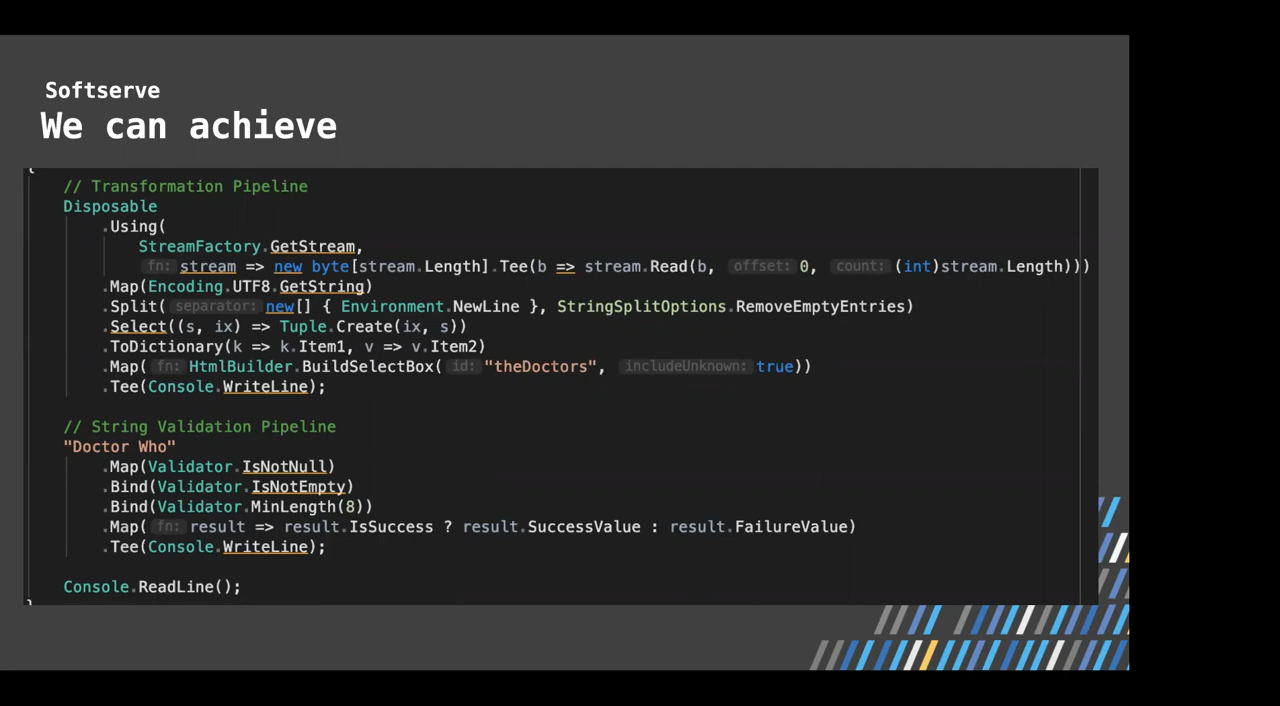 Softserve
We can achieve
{
// Transformation Pipeline
Disposable
.Using(
StreamFactory.GetStream,
fn: stream => new byte[stream.Length].Tee(b => stream.Read(b, offset: 0, count: (int)stream.Length)))
.Map(Encoding.UTF8.GetString)
.Split( separator: new[] { Environment.NewLine }, StringSplitOptions.RemoveEmptyEntries)
.Select((s, ix) => Tuple.Create(ix, s))
.ToDictionary(k => k.Item1, v => v.Item2)
.Map( fn: HtmlBuilder.BuildSelectBox( id: "theDoctors", includeUnknown: true))
.Tee(Console.WriteLine);
// String Validation Pipeline
"Doctor Who"
.Map(Validator.IsNotNull)
.Bind(Validator.IsNotEmpty)
.Bind(Validator.MinLength(8))
.Map( fn: result => result.IsSuccess ? result.SuccessValue : result.FailureValue)
.Tee(Console.WriteLine);
Console.ReadLine();
}